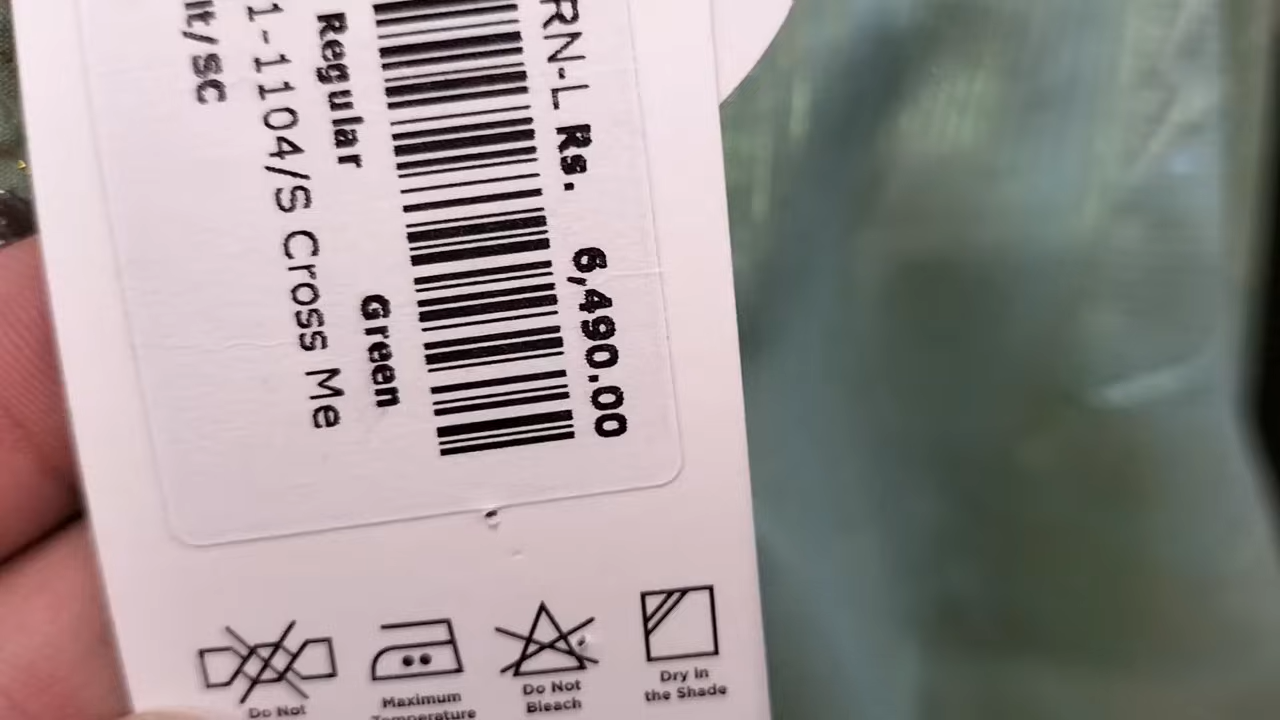 RN-L Rs. 6,490.00
Regular Green
1-1104/S Cross Me
lt/sc
Do Not
Maximum
Temperature
Do Not
Bleach
Dry in
the Shade